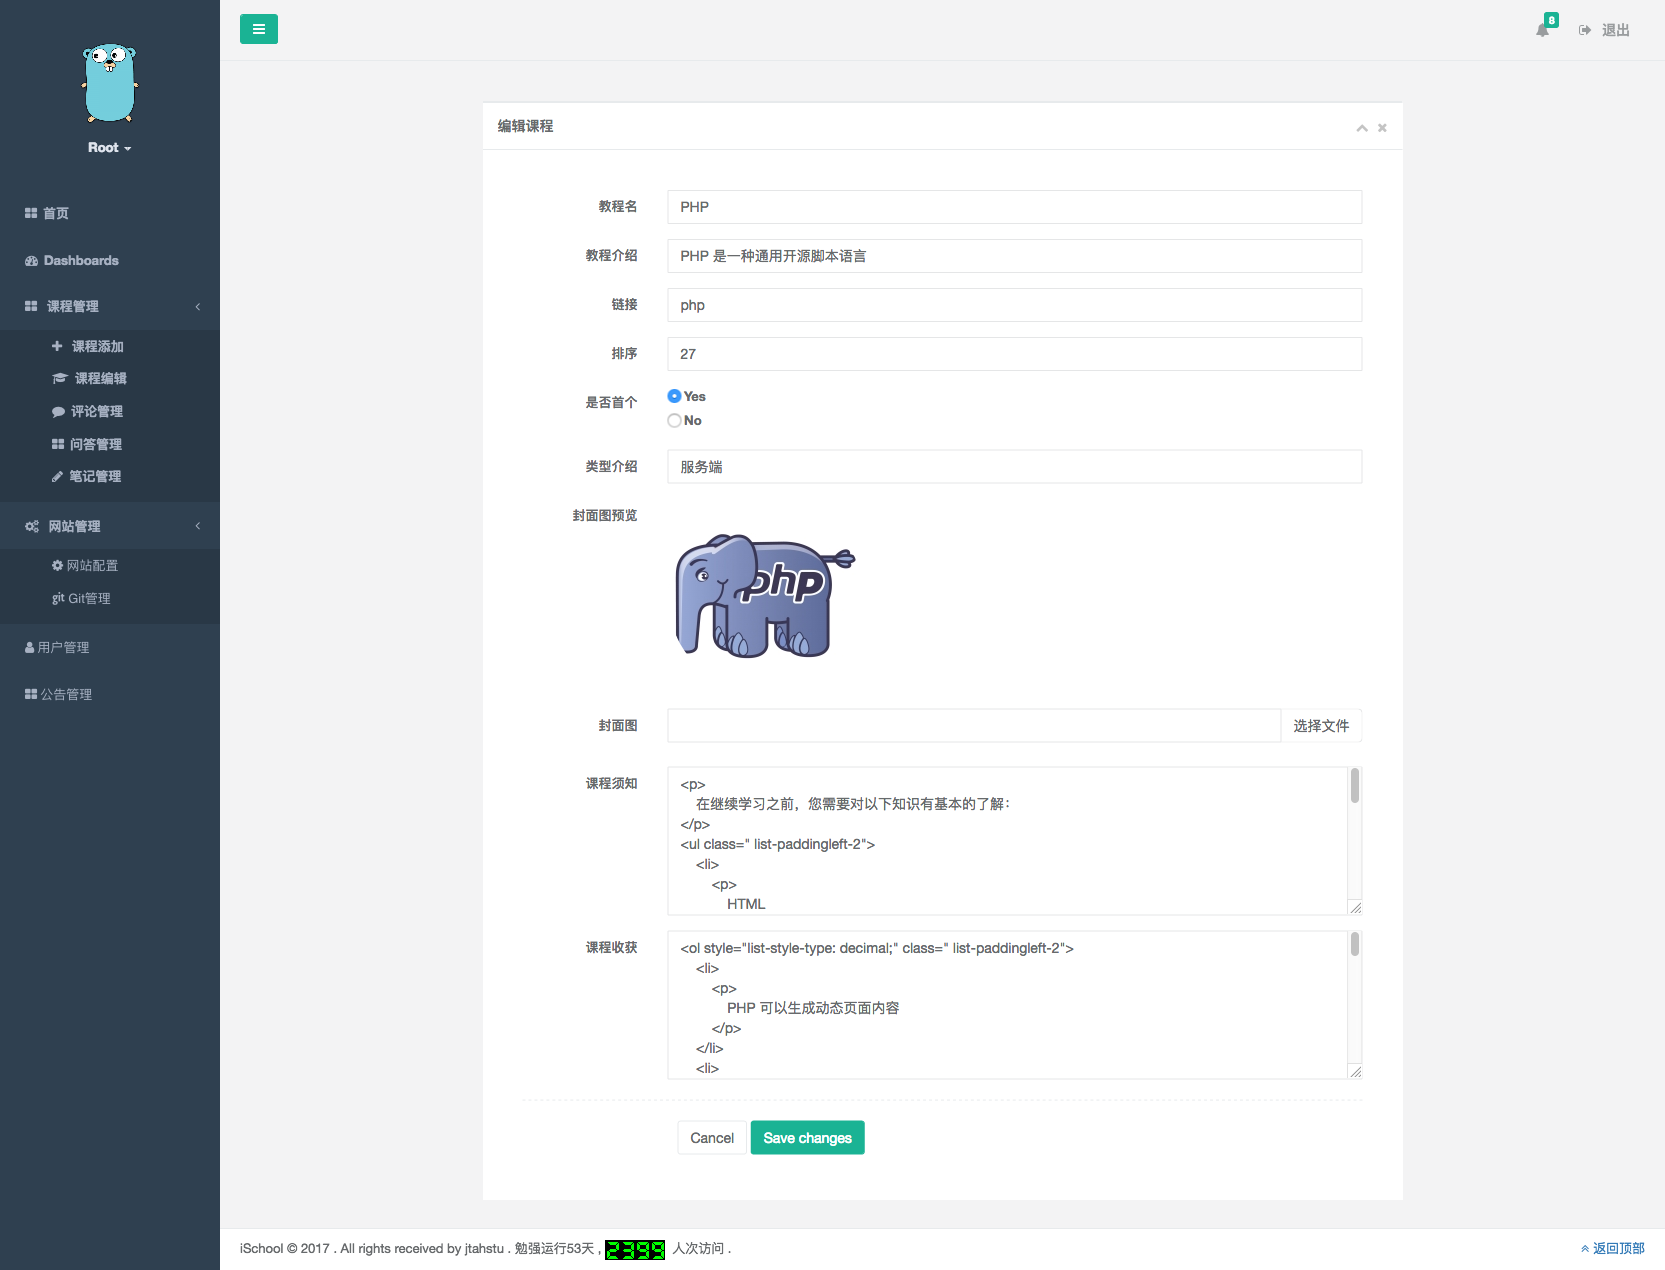 8
退出
Root
首页
Dashboards
课程管理
课程添加
课程编辑
评论管理
问答管理
笔记管理
网站管理
网站配置
git Git管理
用户管理
公告管理
编辑课程
教程名 PHP
教程介绍 PHP 是一种通用开源脚本语言
链接 php
排序 27
是否首个 Yes
No
类型介绍 服务端
封面图预览
php
封面图 选择文件
课程须知 <p>
在继续学习之前，您需要对以下知识有基本的了解：
</p>
<ul class=" list-paddingleft-2">
<li>
<p>
HTML
课程收获 <ol style="list-style-type: decimal;" class=" list-paddingleft-2">
<li>
<p>
PHP 可以生成动态页面内容
</p>
</li>
<li>
Cancel Save changes
iSchool © 2017 . All rights received by jtahstu . 勉强运行53天 , 2399 人次访问 .
返回顶部